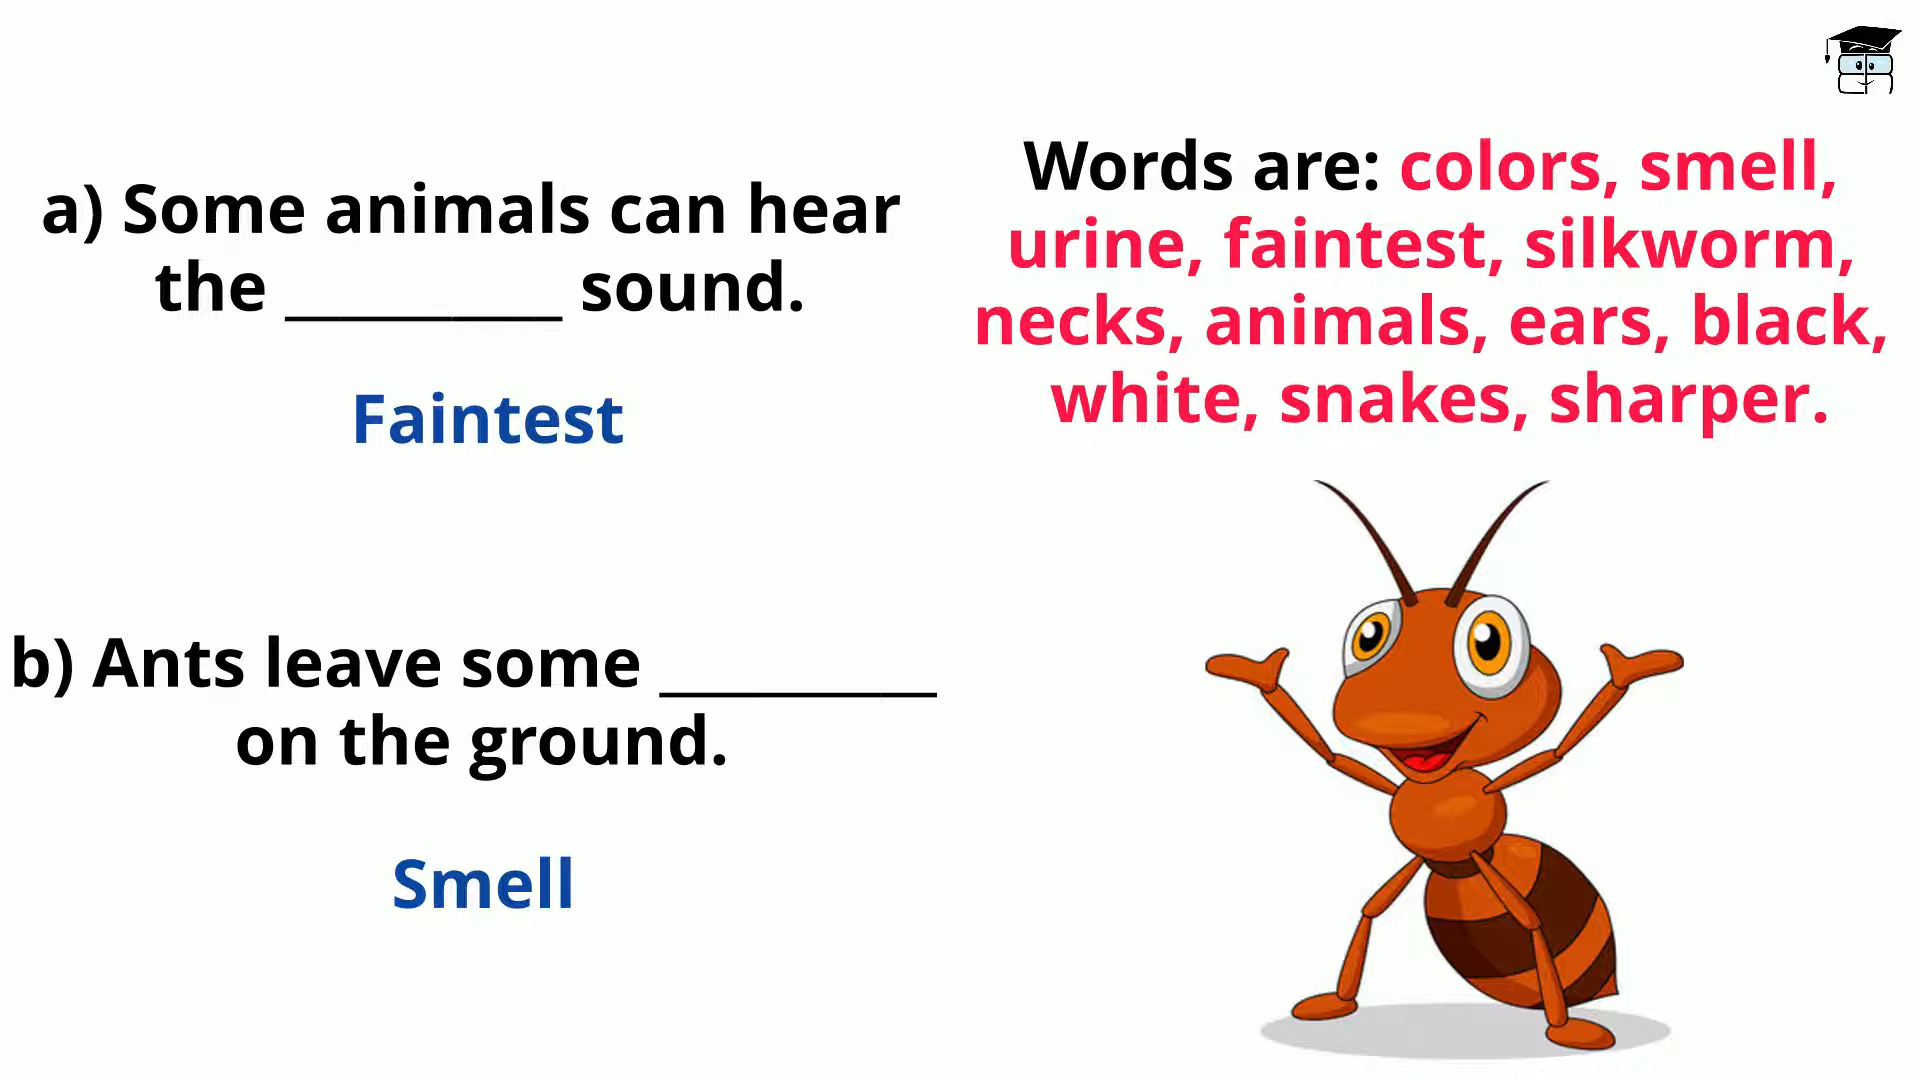 a) Some animals can hear
the __________ sound.
Faintest
b) Ants leave some __________
on the ground.
Smell
Words are: colors, smell,
urine, faintest, silkworm,
necks, animals, ears, black,
white, snakes, sharper.